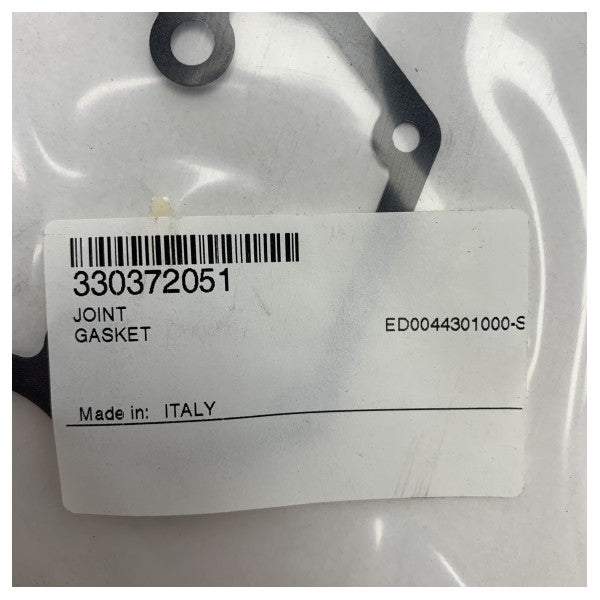 330372051
JOINT
GASKET
ED0044301000-S
Made in: ITALY